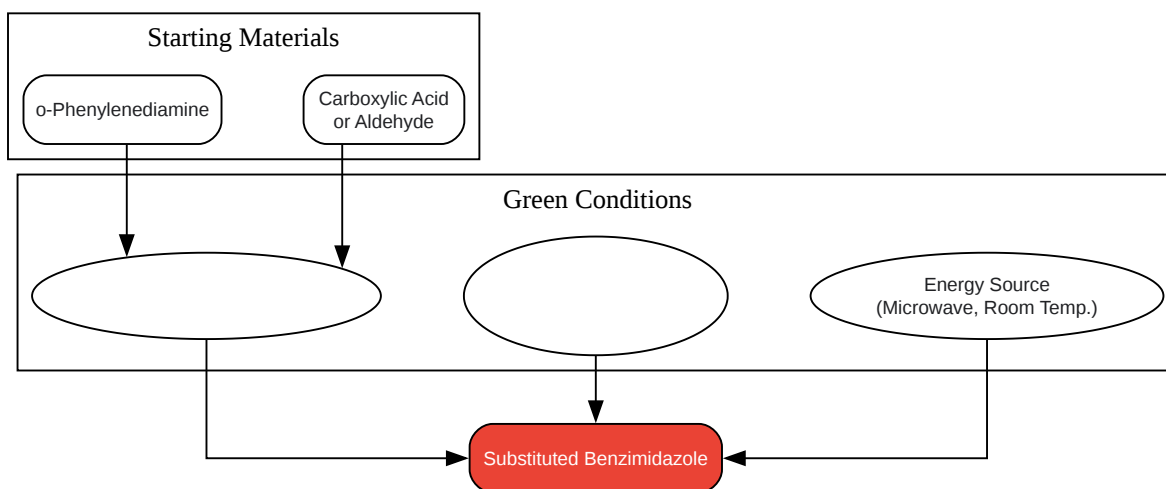 Starting Materials
o-Phenylenediamine
Carboxylic Acid
or Aldehyde
Green Conditions
Energy Source
(Microwave, Room Temp.)
Substituted Benzimidazole